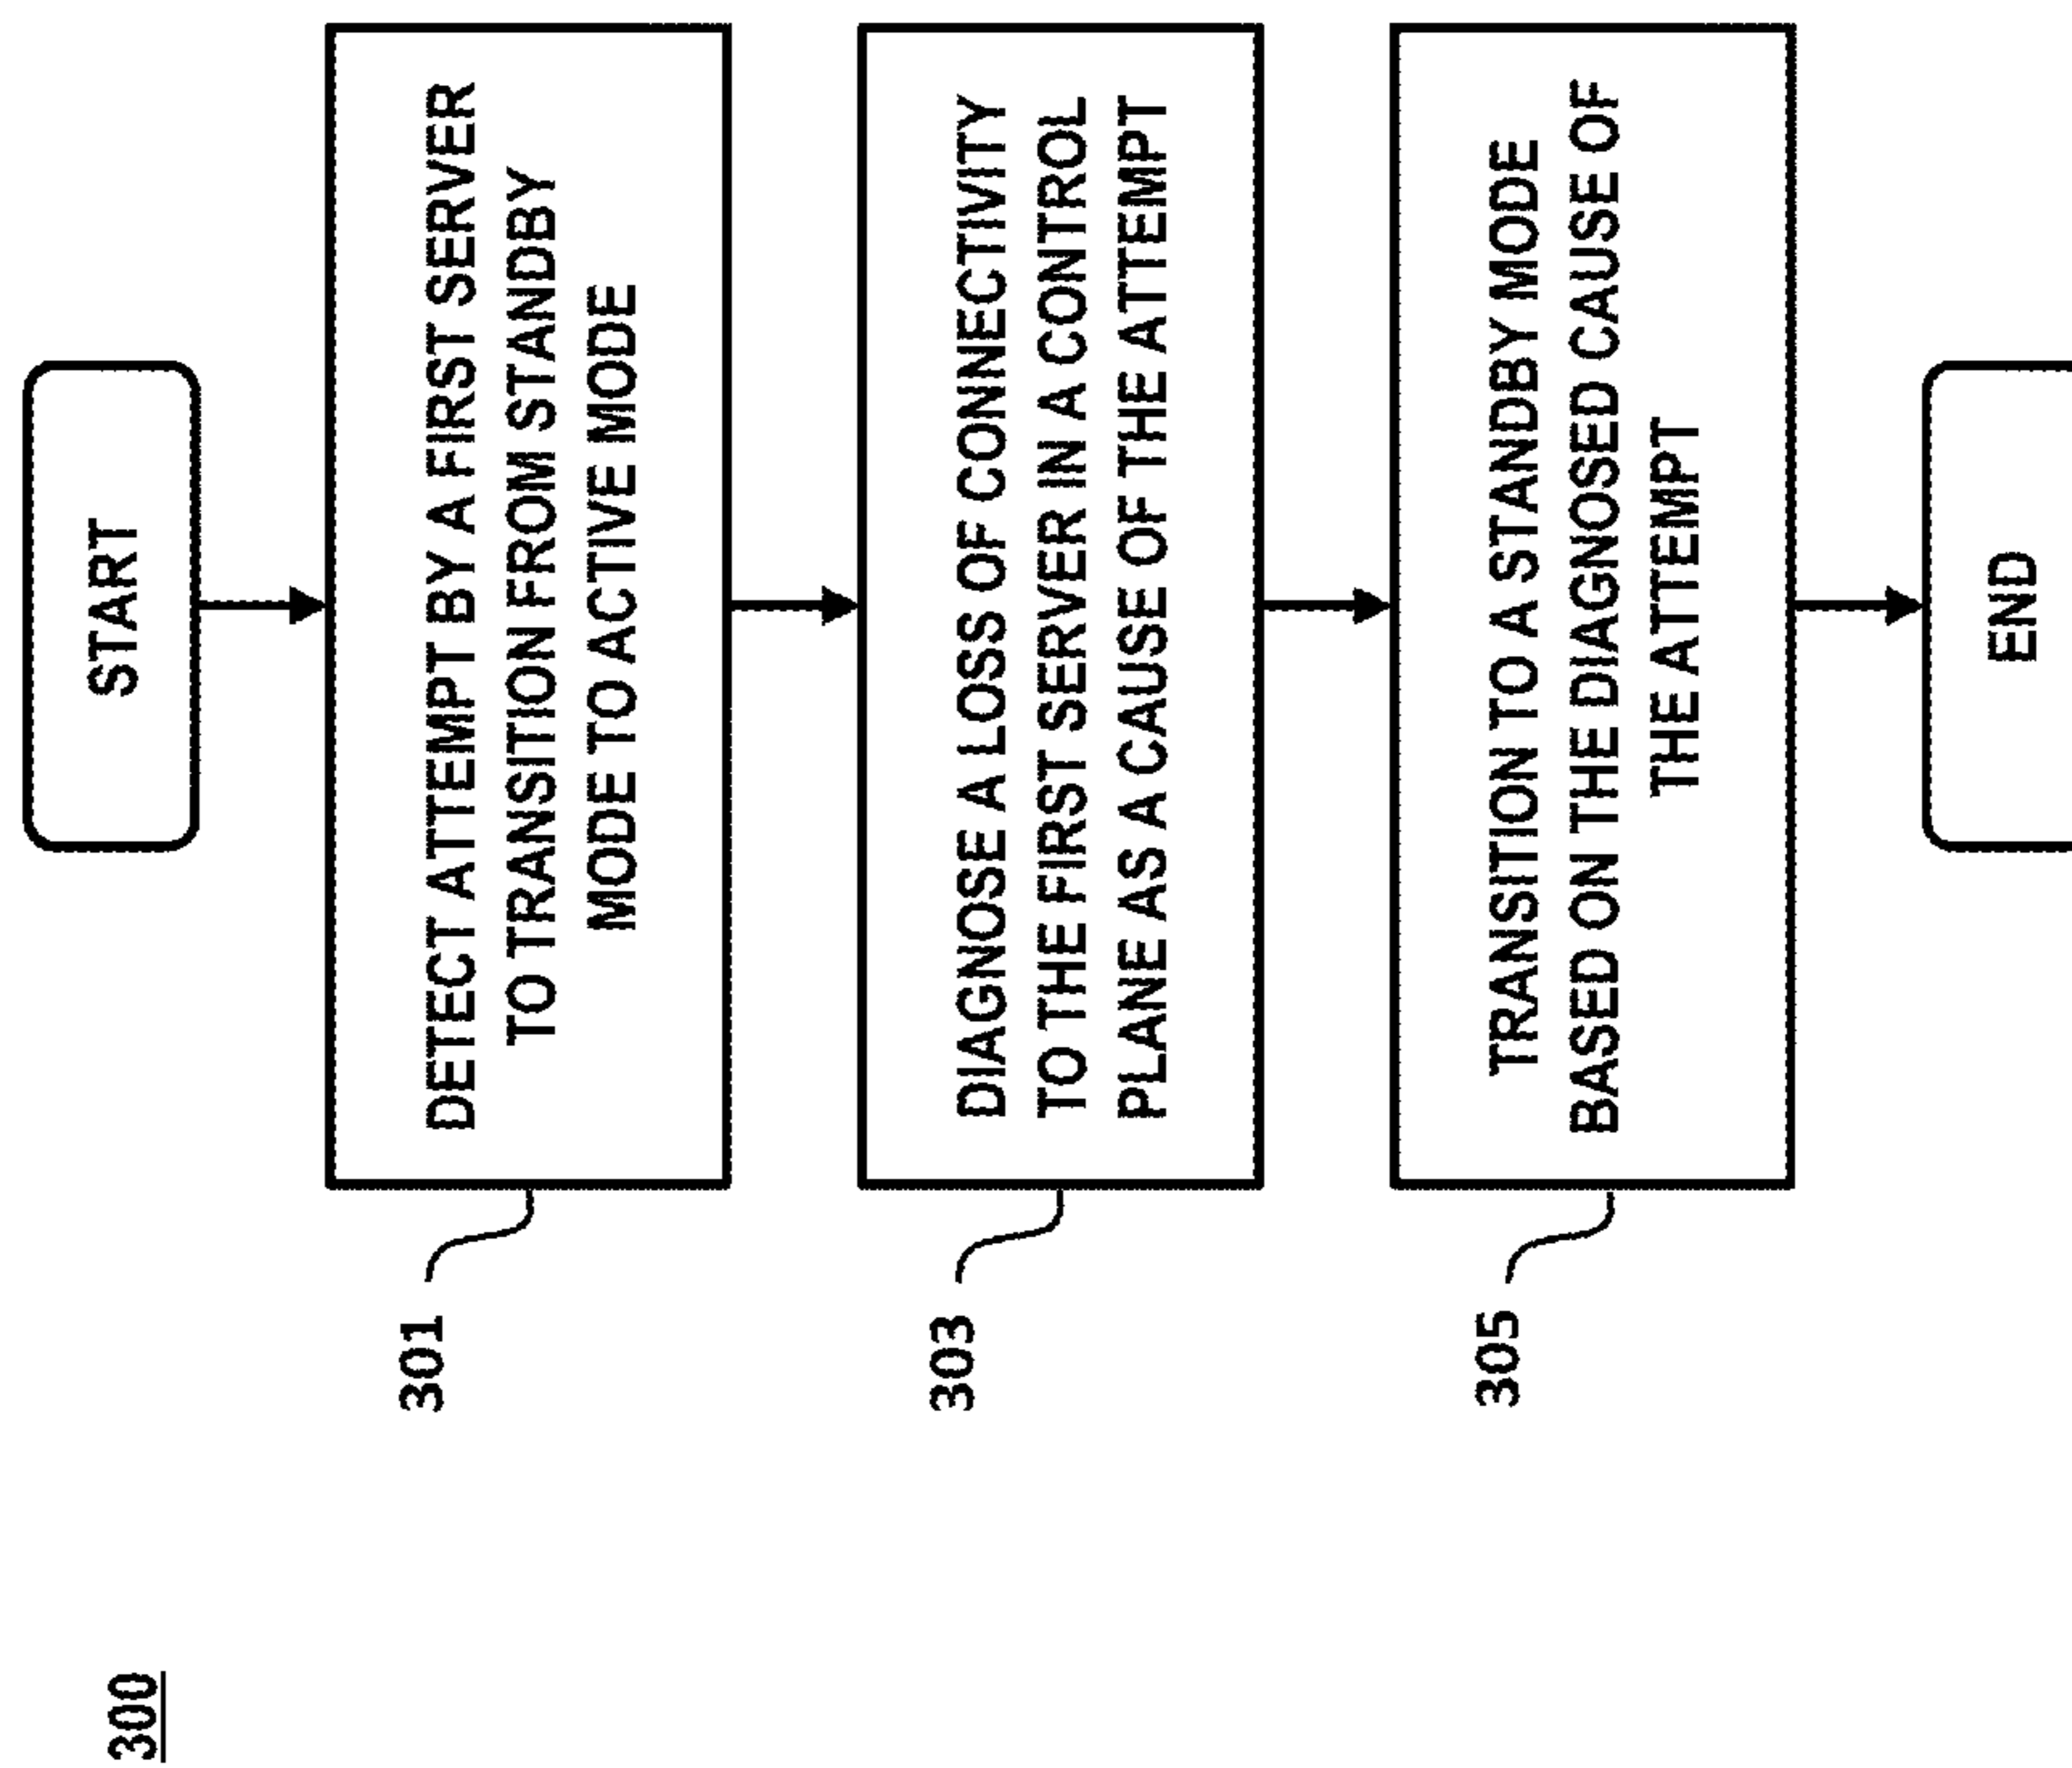 300
START
DETECT ATTEMPT BY A FIRST SERVER
TO TRANSITION FROM STANDBY
MODE TO ACTIVE MODE
301
DIAGNOSE A LOSS OF CONNECTIVITY
TO THE FIRST SERVER IN A CONTROL
PLANE AS A CAUSE OF THE ATTEMPT
303
TRANSITION TO A STANDBY MODE
BASED ON THE DIAGNOSED CAUSE OF
THE ATTEMPT
305
END